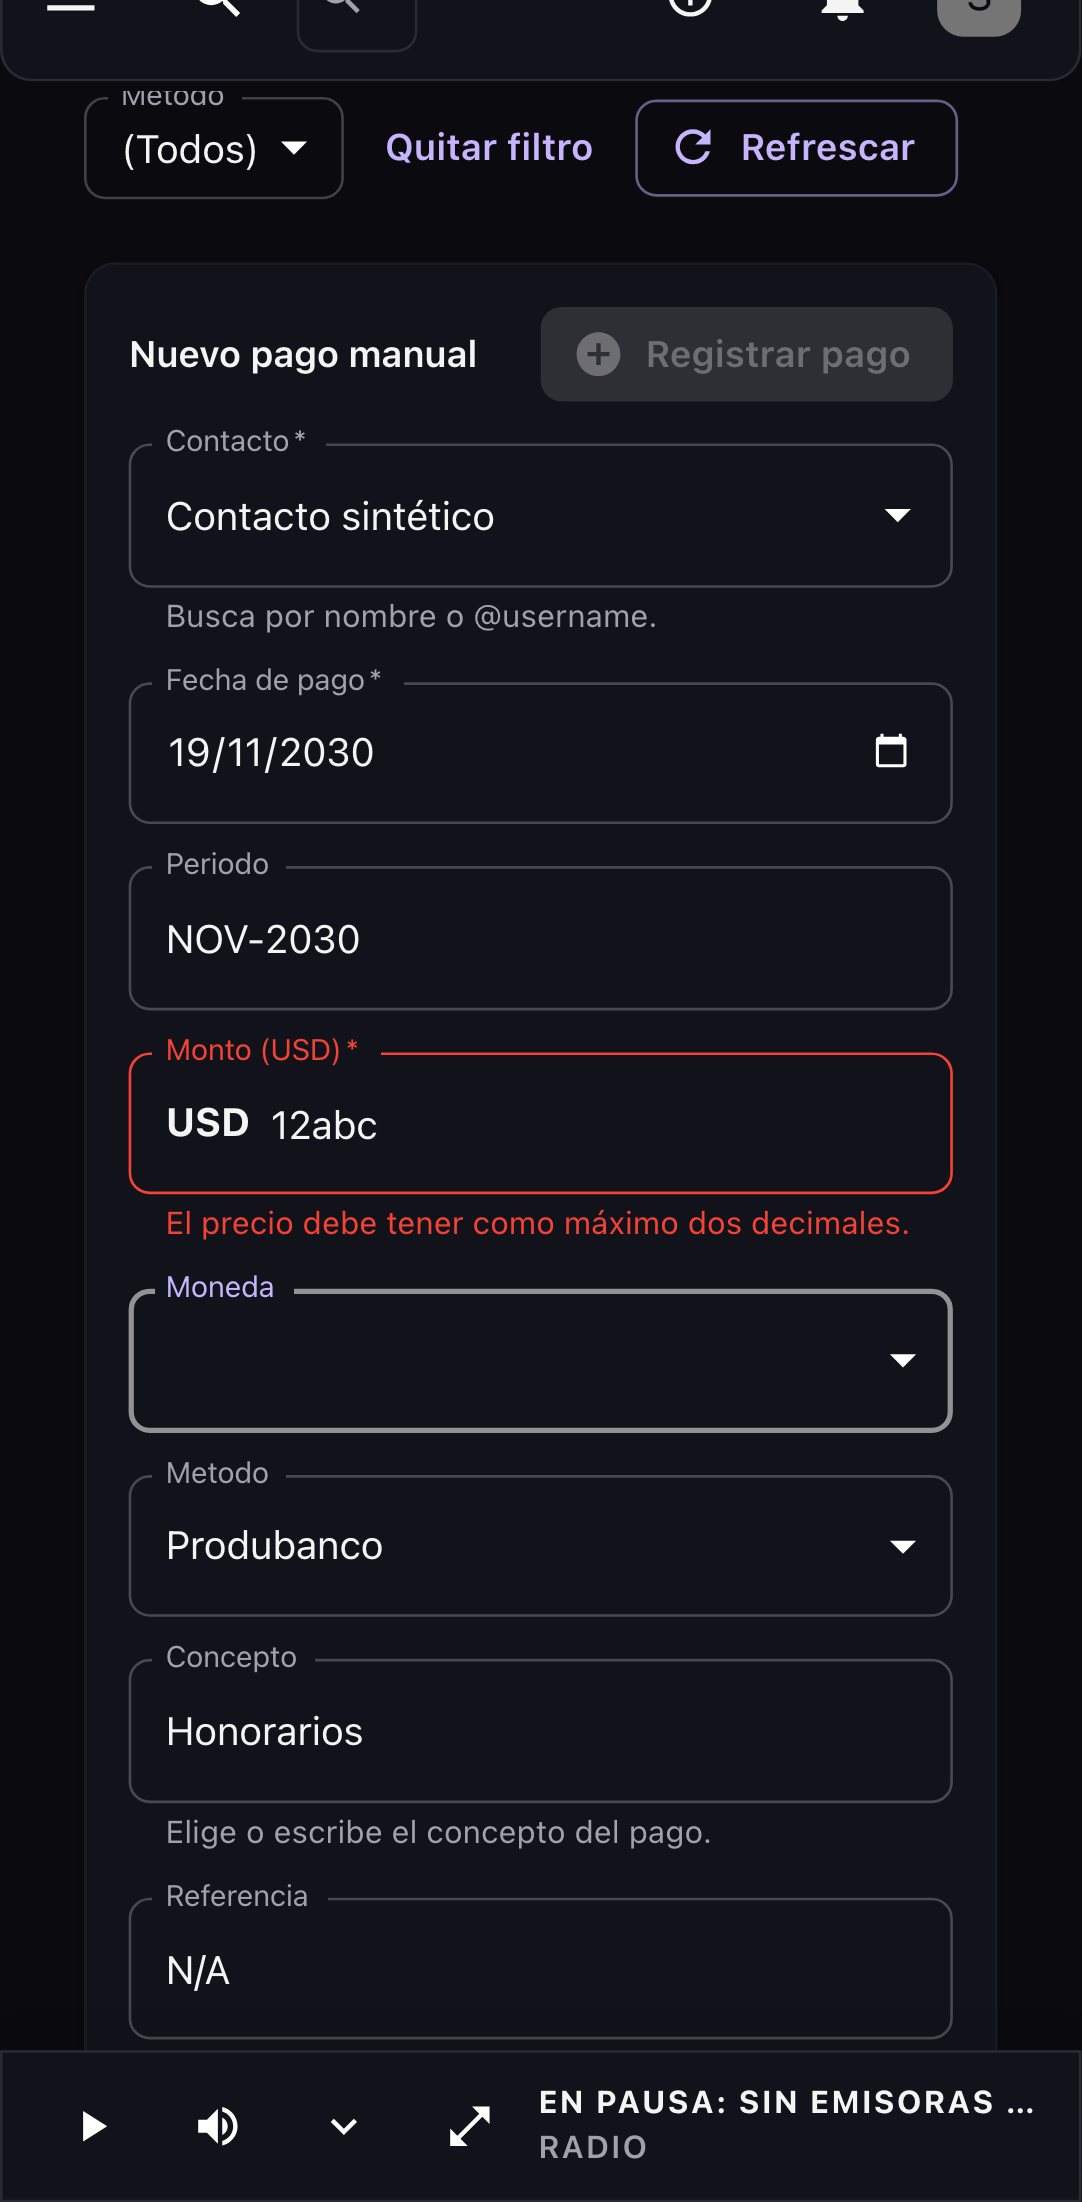 Metodo
(Todos)
Quitar filtro
Refrescar
Nuevo pago manual
Registrar pago
Contacto *
Contacto sintético
Busca por nombre o @username.
Fecha de pago *
19/11/2030
Periodo
NOV-2030
Monto (USD) *
USD 12abc
El precio debe tener como máximo dos decimales.
Moneda
Metodo
Produbanco
Concepto
Honorarios
Elige o escribe el concepto del pago.
Referencia
N/A
EN PAUSA: SIN EMISORAS ...
RADIO